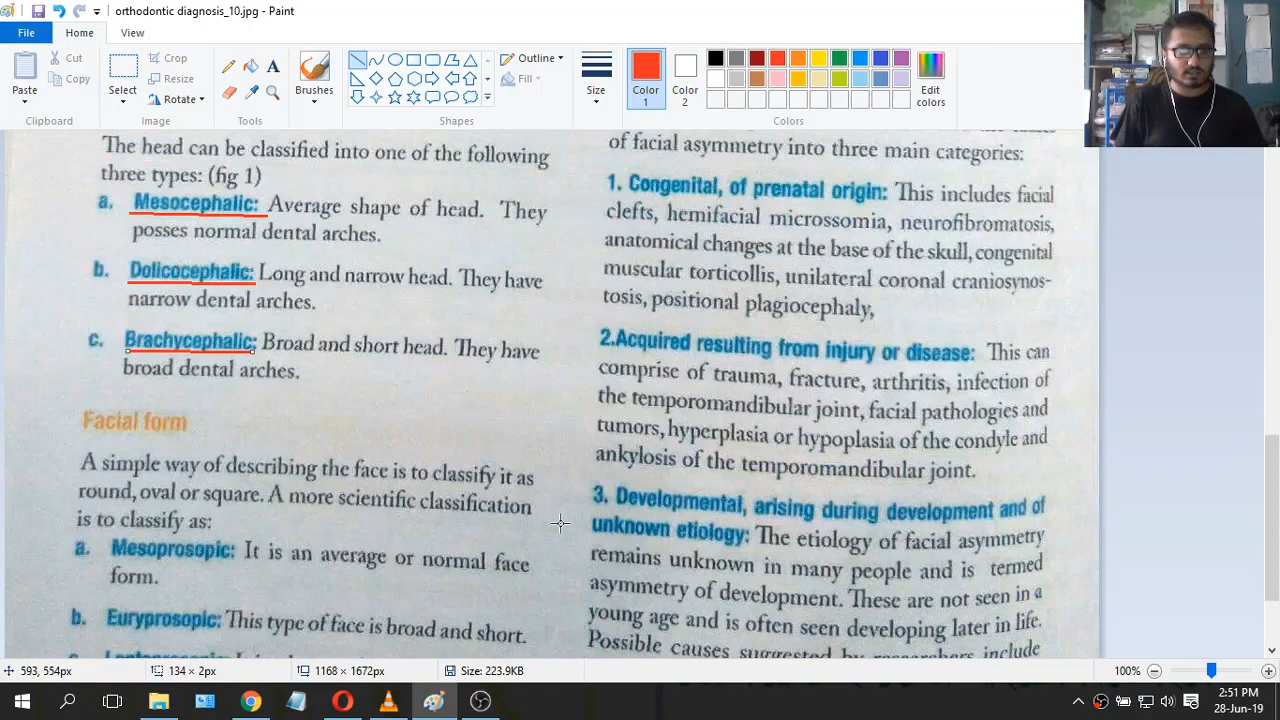 orthodontic diagnosis_10.jpg - Paint
File
Home
View
Paste
Cut
Copy
Clipboard
Select
Crop
Resize
Rotate
Image
Tools
Brushes
Outline
Fill
Shapes
Size
Color 1
Color 2
Edit colors
Colors
The head can be classified into one of the following
three types: (fig 1)
a. Mesocephalic: Average shape of head. They
posses normal dental arches.
b. Dolicocephalic: Long and narrow head. They have
narrow dental arches.
c. Brachycephalic: Broad and short head. They have
broad dental arches.
Facial form
A simple way of describing the face is to classify it as
round, oval or square. A more scientific classification
is to classify as:
a. Mesoprosopic: It is an average or normal face
form.
b. Euryprosopic: This type of face is broad and short.
of facial asymmetry into three main categories:
1. Congenital, of prenatal origin: This includes facial
clefts, hemifacial microssomia, neurofibromatosis,
anatomical changes at the base of the skull, congenital
muscular torticollis, unilateral coronal craniosynos-
tosis, positional plagiocephaly,
2.Acquired resulting from injury or disease: This can
comprise of trauma, fracture, arthritis, infection of
the temporomandibular joint, facial pathologies and
tumors, hyperplasia or hypoplasia of the condyle and
ankylosis of the temporomandibular joint.
3. Developmental, arising during development and of
unknown etiology: The etiology of facial asymmetry
remains unknown in many people and is termed
asymmetry of development. These are not seen in a
young age and is often seen developing later in life.
Possible causes suggested by researchers include
593, 554px
134 × 2px
1168 × 1672px
Size: 223.9KB
100%
2:51 PM
28-Jun-19